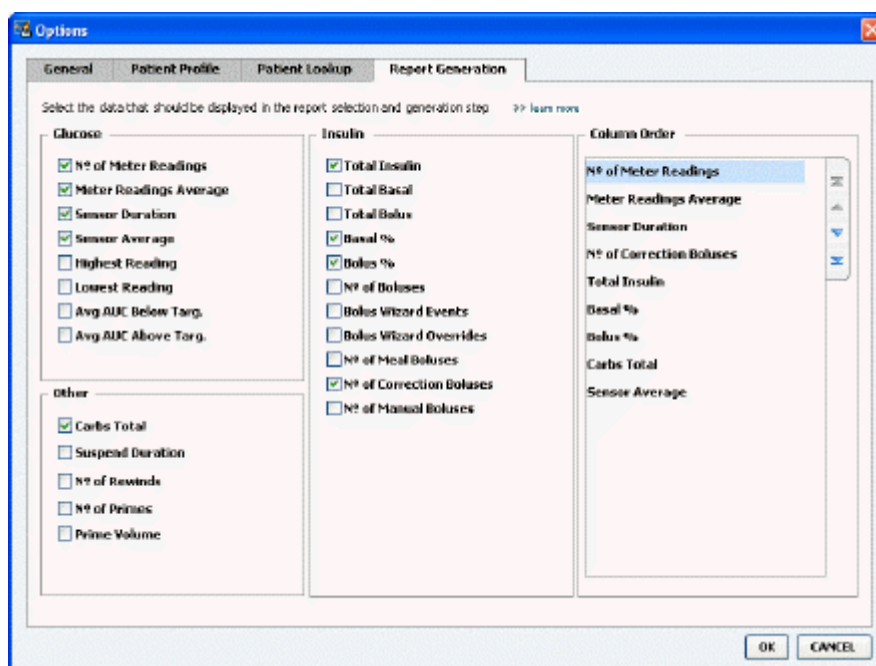 Options
General
Patient Profile
Patient Lookup
Report Generation
Select the data that should be displayed in the report selection and generation step >> learn more
Glucose
Nº of Meter Readings
Meter Readings Average
Sensor Duration
Sensor Average
Highest Reading
Lowest Reading
Avg AUC Below Targ.
Avg AUC Above Targ.
Other
Carbs Total
Suspend Duration
Nº of Rewinds
Nº of Primes
Prime Volume
Insulin
Total Insulin
Total Basal
Total Bolus
Basal %
Bolus %
Nº of Boluses
Bolus Wizard Events
Bolus Wizard Overrides
Nº of Meal Boluses
Nº of Correction Boluses
Nº of Manual Boluses
Column Order
Nº of Meter Readings
Meter Readings Average
Sensor Duration
Nº of Correction Boluses
Total Insulin
Basal %
Bolus %
Carbs Total
Sensor Average
OK
CANCEL